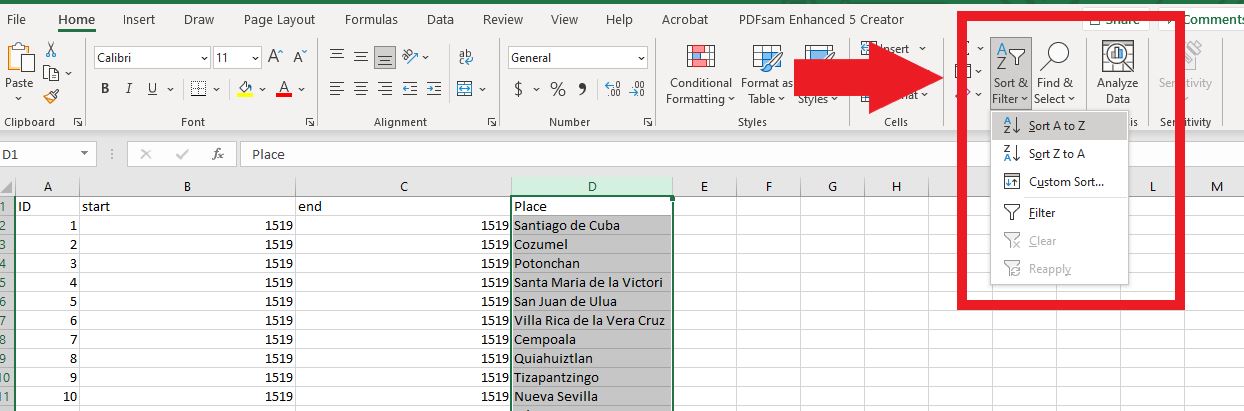 File Home Insert Draw Page Layout Formulas Data Review View Help Acrobat PDFsam Enhanced 5 Creator Share Comments
Paste
Calibri 11
General
Conditional Formatting
Format as Table
Styles
Insert
Sort & Filter
Find & Select
Analyze Data
Sensitivity
Clipboard Font Alignment Number Styles Cells Sensitivity
Sort A to Z
Sort Z to A
Custom Sort...
Filter
Clear
Reapply
D1 fx Place
A B C D E F G H L M
1 ID start end Place
2 1 1519 1519 Santiago de Cuba
3 2 1519 1519 Cozumel
4 3 1519 1519 Potonchan
5 4 1519 1519 Santa Maria de la Victori
6 5 1519 1519 San Juan de Ulua
7 6 1519 1519 Villa Rica de la Vera Cruz
8 7 1519 1519 Cempoala
9 8 1519 1519 Quiahuiztlan
10 9 1519 1519 Tizapantzingo
11 10 1519 1519 Nueva Sevilla